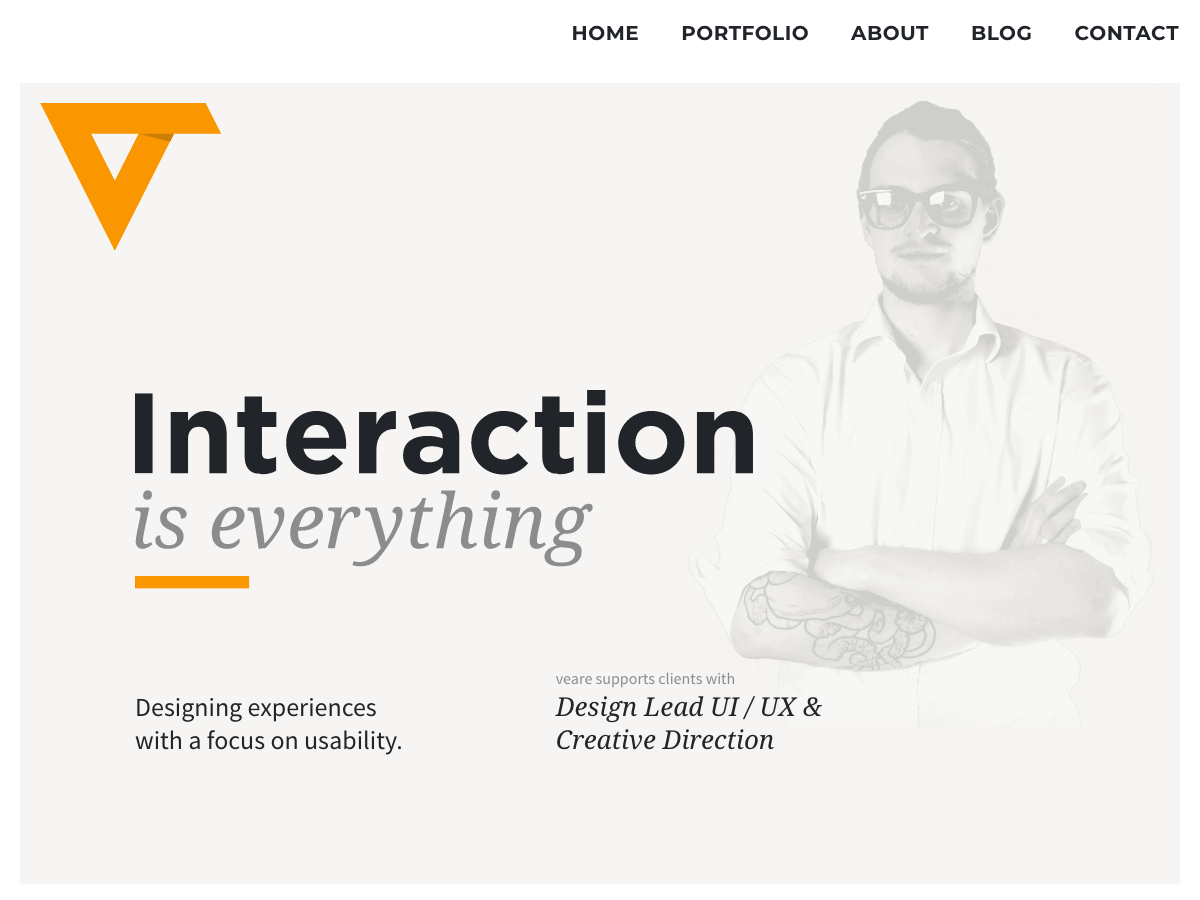 HOME PORTFOLIO ABOUT BLOG CONTACT
Interaction
is everything
Designing experiences
with a focus on usability.
veare supports clients with
Design Lead UI / UX &
Creative Direction